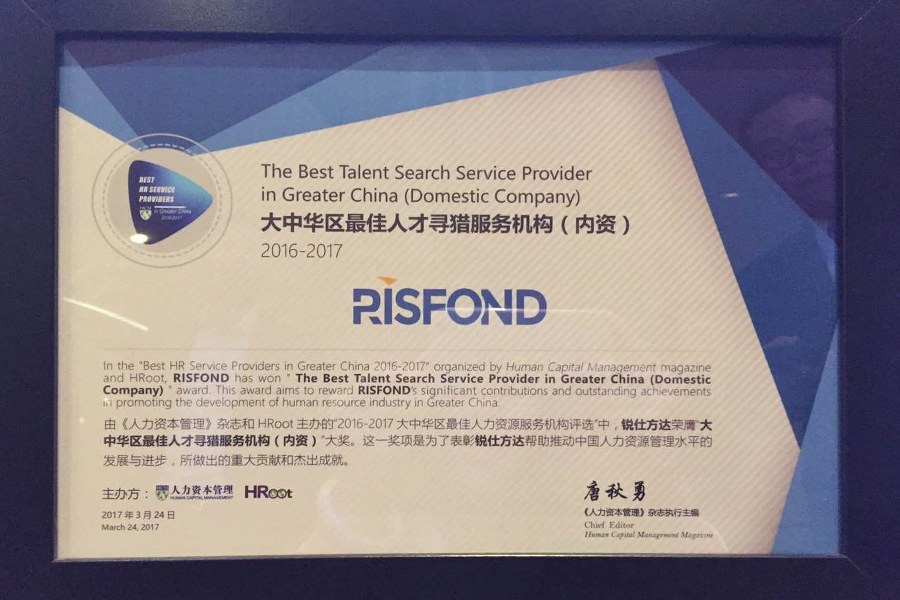 BEST
HR SERVICE
PROVIDERS
in Greater China
2016-2017
The Best Talent Search Service Provider
in Greater China (Domestic Company)
大中华区最佳人才寻猎服务机构（内资）
2016-2017
RISFOND
In the "Best HR Service Providers in Greater China 2016-2017" organized by Human Capital Management magazine
and HRoot, RISFOND has won " The Best Talent Search Service Provider in Greater China (Domestic
Company) " award. This award aims to reward RISFOND's significant contributions and outstanding achievements
in promoting the development of human resource industry in Greater China.
由《人力资本管理》杂志和 HRoot 主办的"2016-2017 大中华区最佳人力资源服务机构评选"中，锐仕方达荣膺"大
中华区最佳人才寻猎服务机构（内资）"大奖。这一奖项是为了表彰锐仕方达帮助推动中国人力资源管理水平的
发展与进步，所做出的重大贡献和杰出成就。
主办方： 人力资本管理 HRoot
HUMAN CAPITAL MANAGEMENT
2017 年 3 月 24 日
March 24, 2017
唐秋勇
《人力资本管理》杂志执行主编
Chief Editor
Human Capital Management Magazine